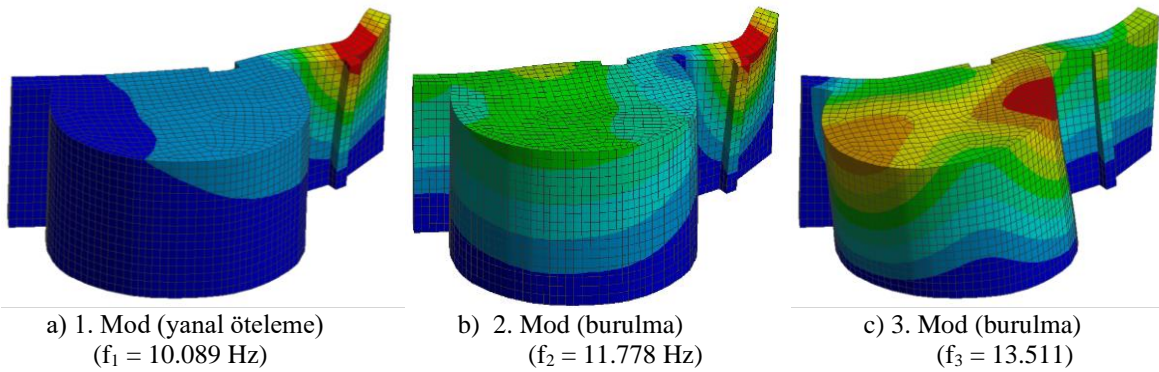 a) 1. Mod (yanal öteleme)
(f₁ = 10.089 Hz)
b) 2. Mod (burulma)
(f₂ = 11.778 Hz)
c) 3. Mod (burulma)
(f₃ = 13.511)